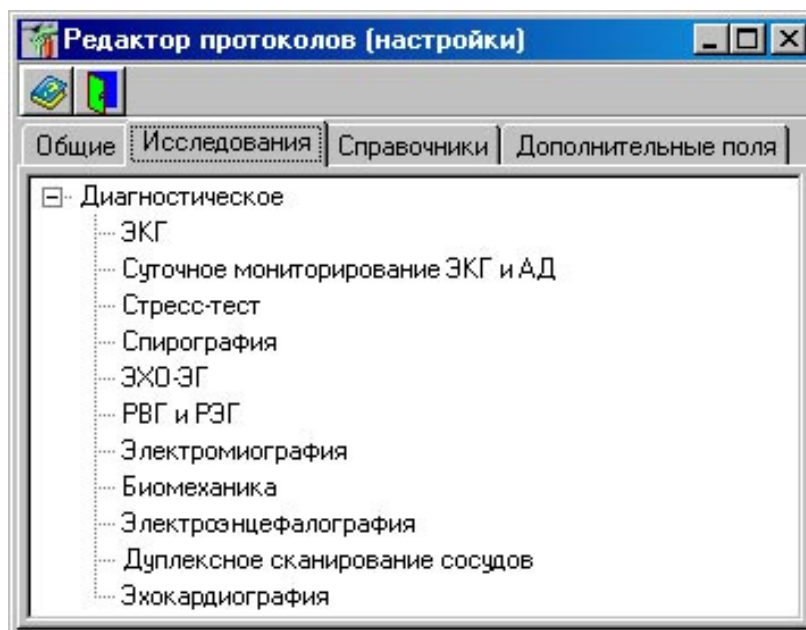 Редактор протоколов (настройки)
Общие Исследования Справочники Дополнительные поля
Диагностическое
ЭКГ
Суточное мониторирование ЭКГ и АД
Стресс-тест
Спирография
ЭХО-ЭГ
РВГ и РЭГ
Электромиография
Биомеханика
Электроэнцефалография
Дуплексное сканирование сосудов
Эхокардиография